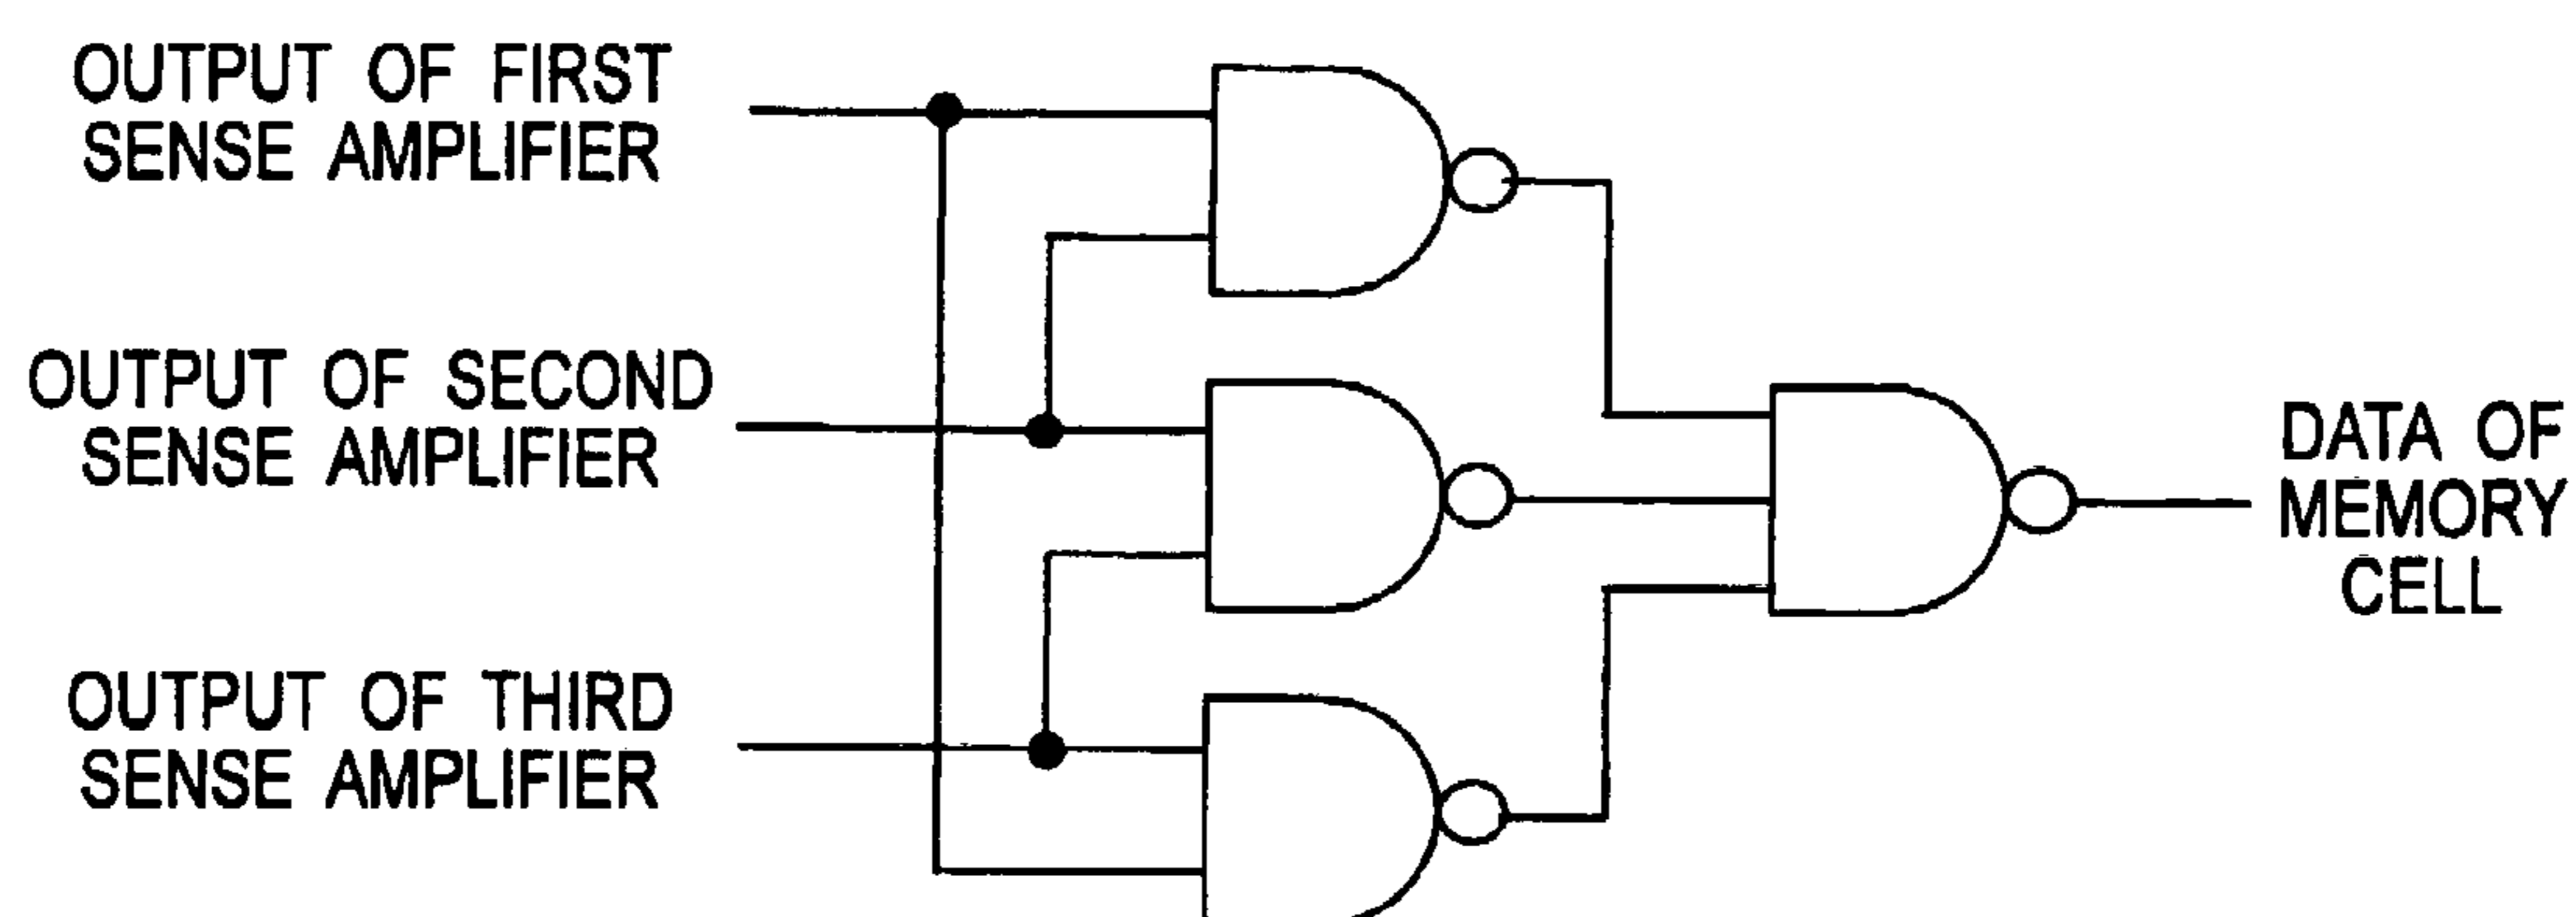 OUTPUT OF FIRST
SENSE AMPLIFIER
OUTPUT OF SECOND
SENSE AMPLIFIER
OUTPUT OF THIRD
SENSE AMPLIFIER
DATA OF
MEMORY
CELL